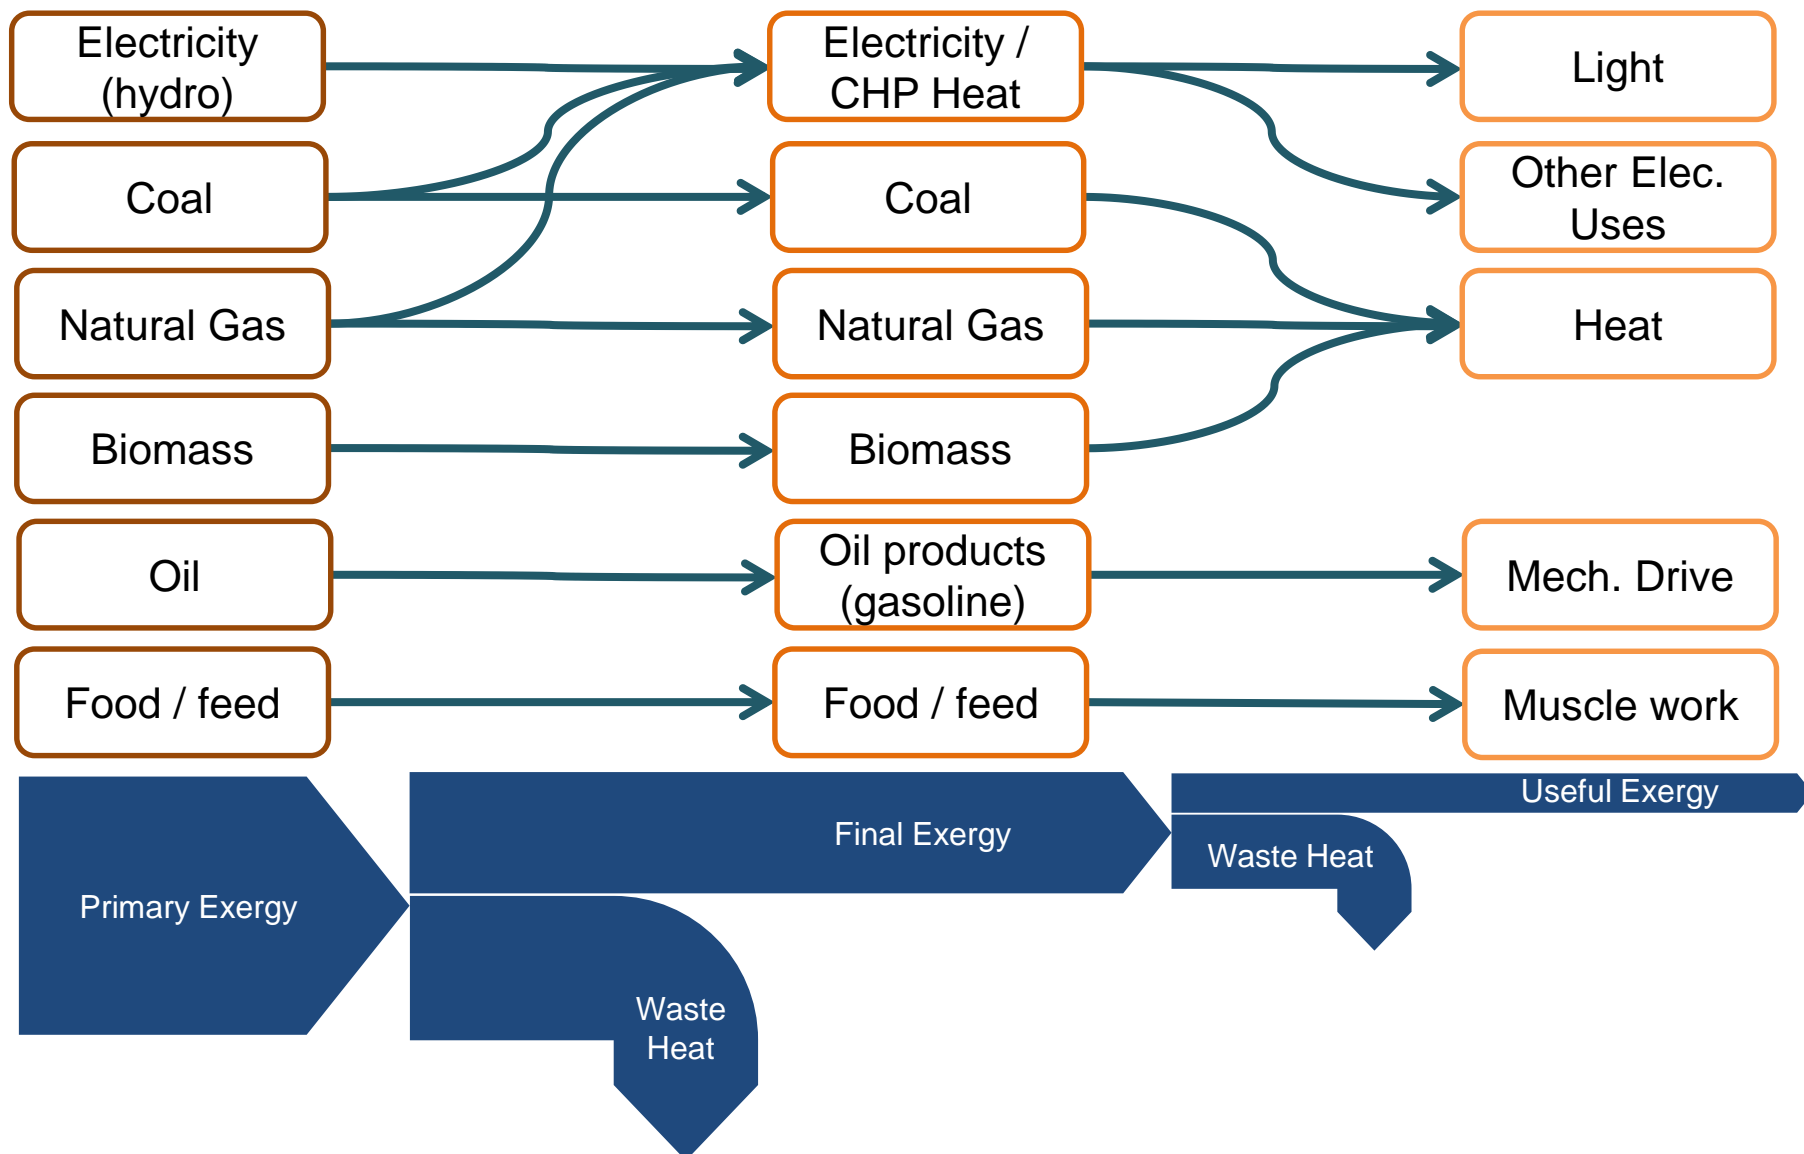 Electricity
(hydro)
Electricity /
CHP Heat
Light
Coal
Coal
Other Elec.
Uses
Natural Gas
Natural Gas
Heat
Biomass
Biomass
Oil
Oil products
(gasoline)
Mech. Drive
Food / feed
Food / feed
Muscle work
Primary Exergy
Final Exergy
Useful Exergy
Waste Heat
Waste
Heat